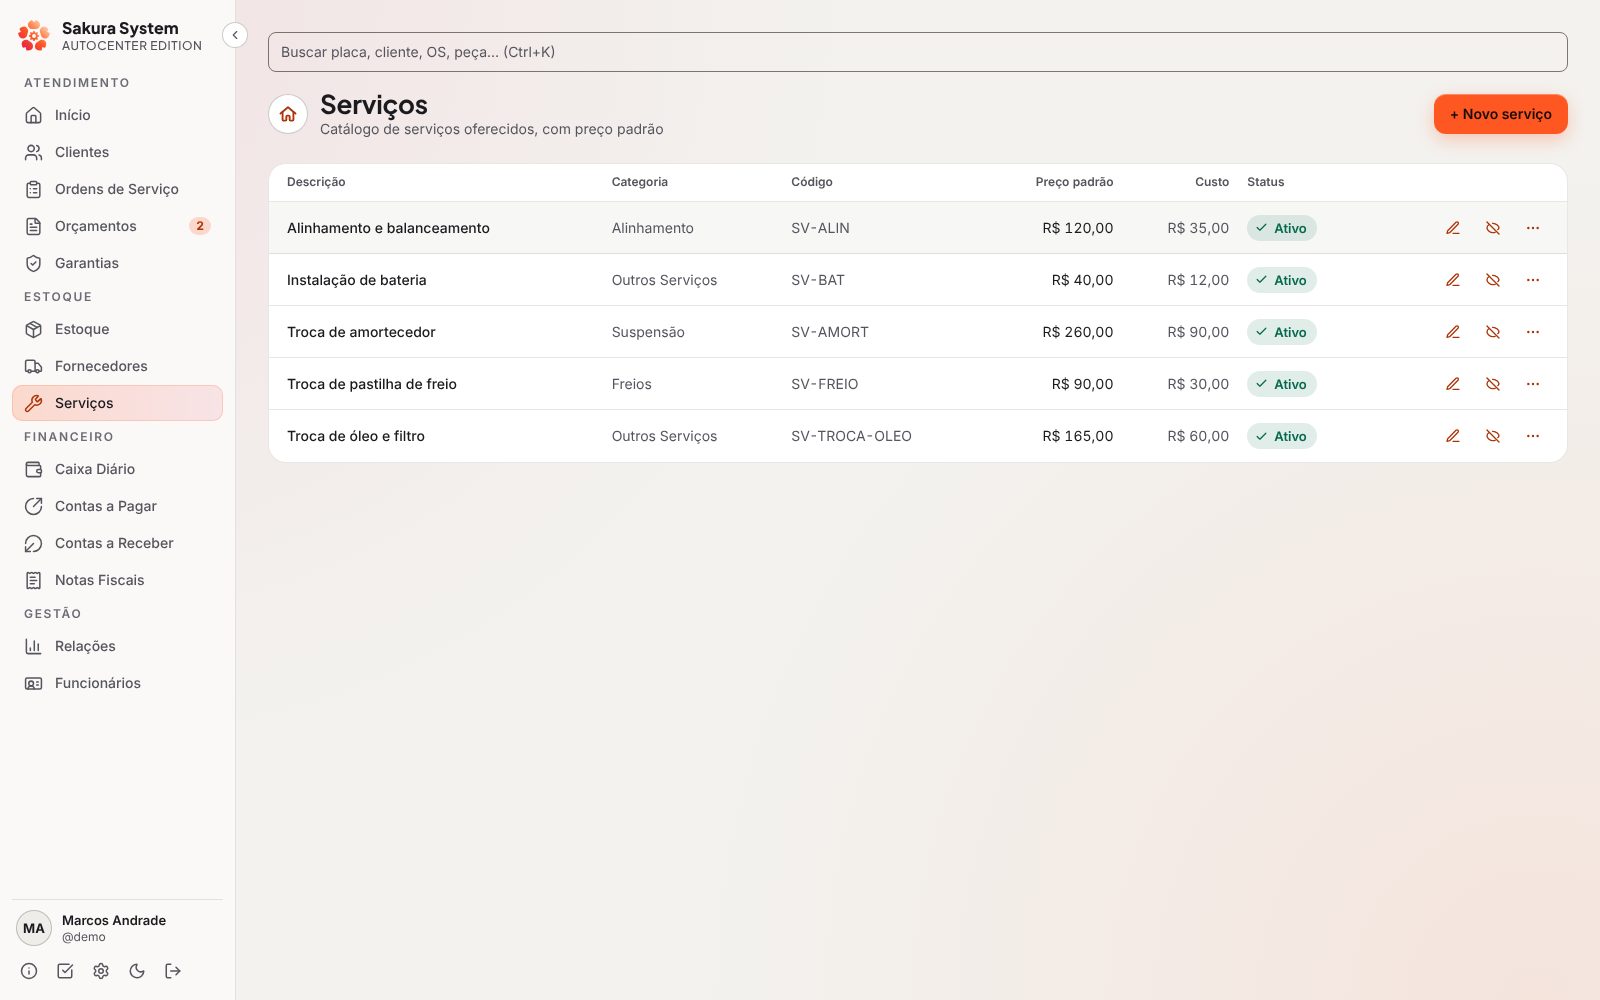 Sakura System
AUTOCENTER EDITION
ATENDIMENTO
Início
Clientes
Ordens de Serviço
Orçamentos 2
Garantias
ESTOQUE
Estoque
Fornecedores
Serviços
FINANCEIRO
Caixa Diário
Contas a Pagar
Contas a Receber
Notas Fiscais
GESTÃO
Relações
Funcionários
MA
Marcos Andrade
@demo
Buscar placa, cliente, OS, peça... (Ctrl+K)
Serviços
Catálogo de serviços oferecidos, com preço padrão
+ Novo serviço
Descrição Categoria Código Preço padrão Custo Status
Alinhamento e balanceamento Alinhamento SV-ALIN R$ 120,00 R$ 35,00 Ativo
Instalação de bateria Outros Serviços SV-BAT R$ 40,00 R$ 12,00 Ativo
Troca de amortecedor Suspensão SV-AMORT R$ 260,00 R$ 90,00 Ativo
Troca de pastilha de freio Freios SV-FREIO R$ 90,00 R$ 30,00 Ativo
Troca de óleo e filtro Outros Serviços SV-TROCA-OLEO R$ 165,00 R$ 60,00 Ativo